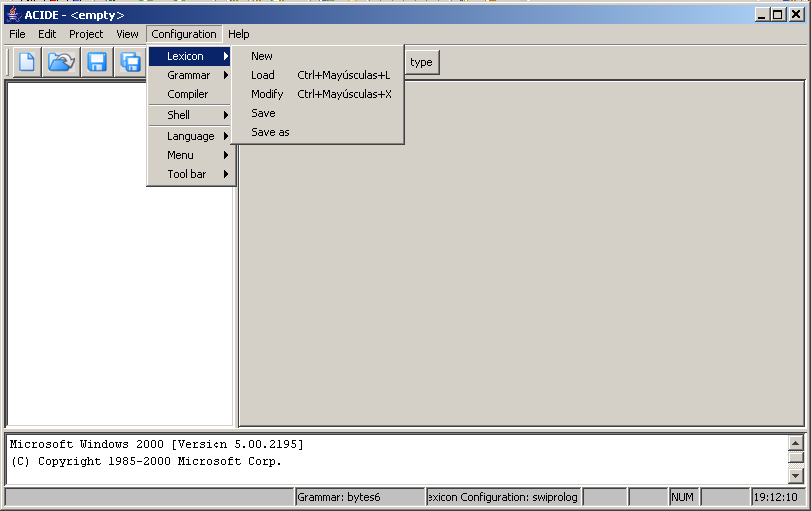 ACIDE - <empty>
File Edit Project View Configuration Help
type
Lexicon
Grammar
Compiler
Shell
Language
Menu
Tool bar
New
Load Ctrl+Mayúsculas+L
Modify Ctrl+Mayúsculas+X
Save
Save as
Microsoft Windows 2000 [Versi¢n 5.00.2195]
(C) Copyright 1985-2000 Microsoft Corp.
Grammar: bytes6 exicon Configuration: swiprolog NUM 19:12:10